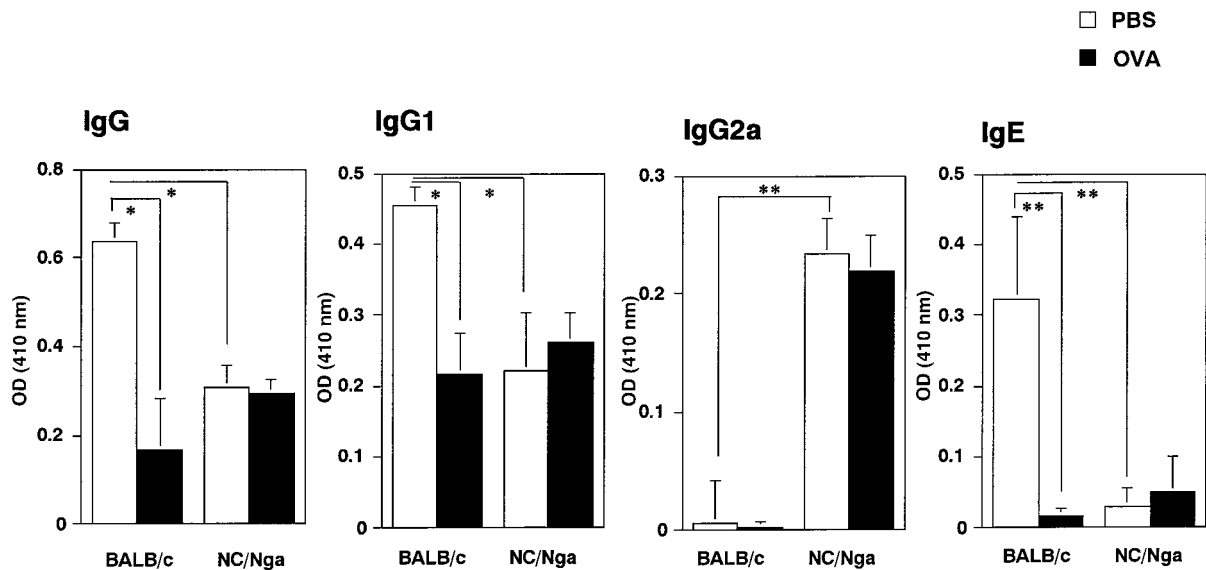 PBS
OVA
IgG
IgG1
IgG2a
IgE
OD (410 nm)
0.8
0.6
0.4
0.2
0
*
*
BALB/c NC/Nga
OD (410 nm)
0.5
0.4
0.3
0.2
0.1
0
*
*
BALB/c NC/Nga
OD (410 nm)
0.3
0.2
0.1
0
**
BALB/c NC/Nga
OD (410 nm)
0.5
0.4
0.3
0.2
0.1
0
**
**
BALB/c NC/Nga